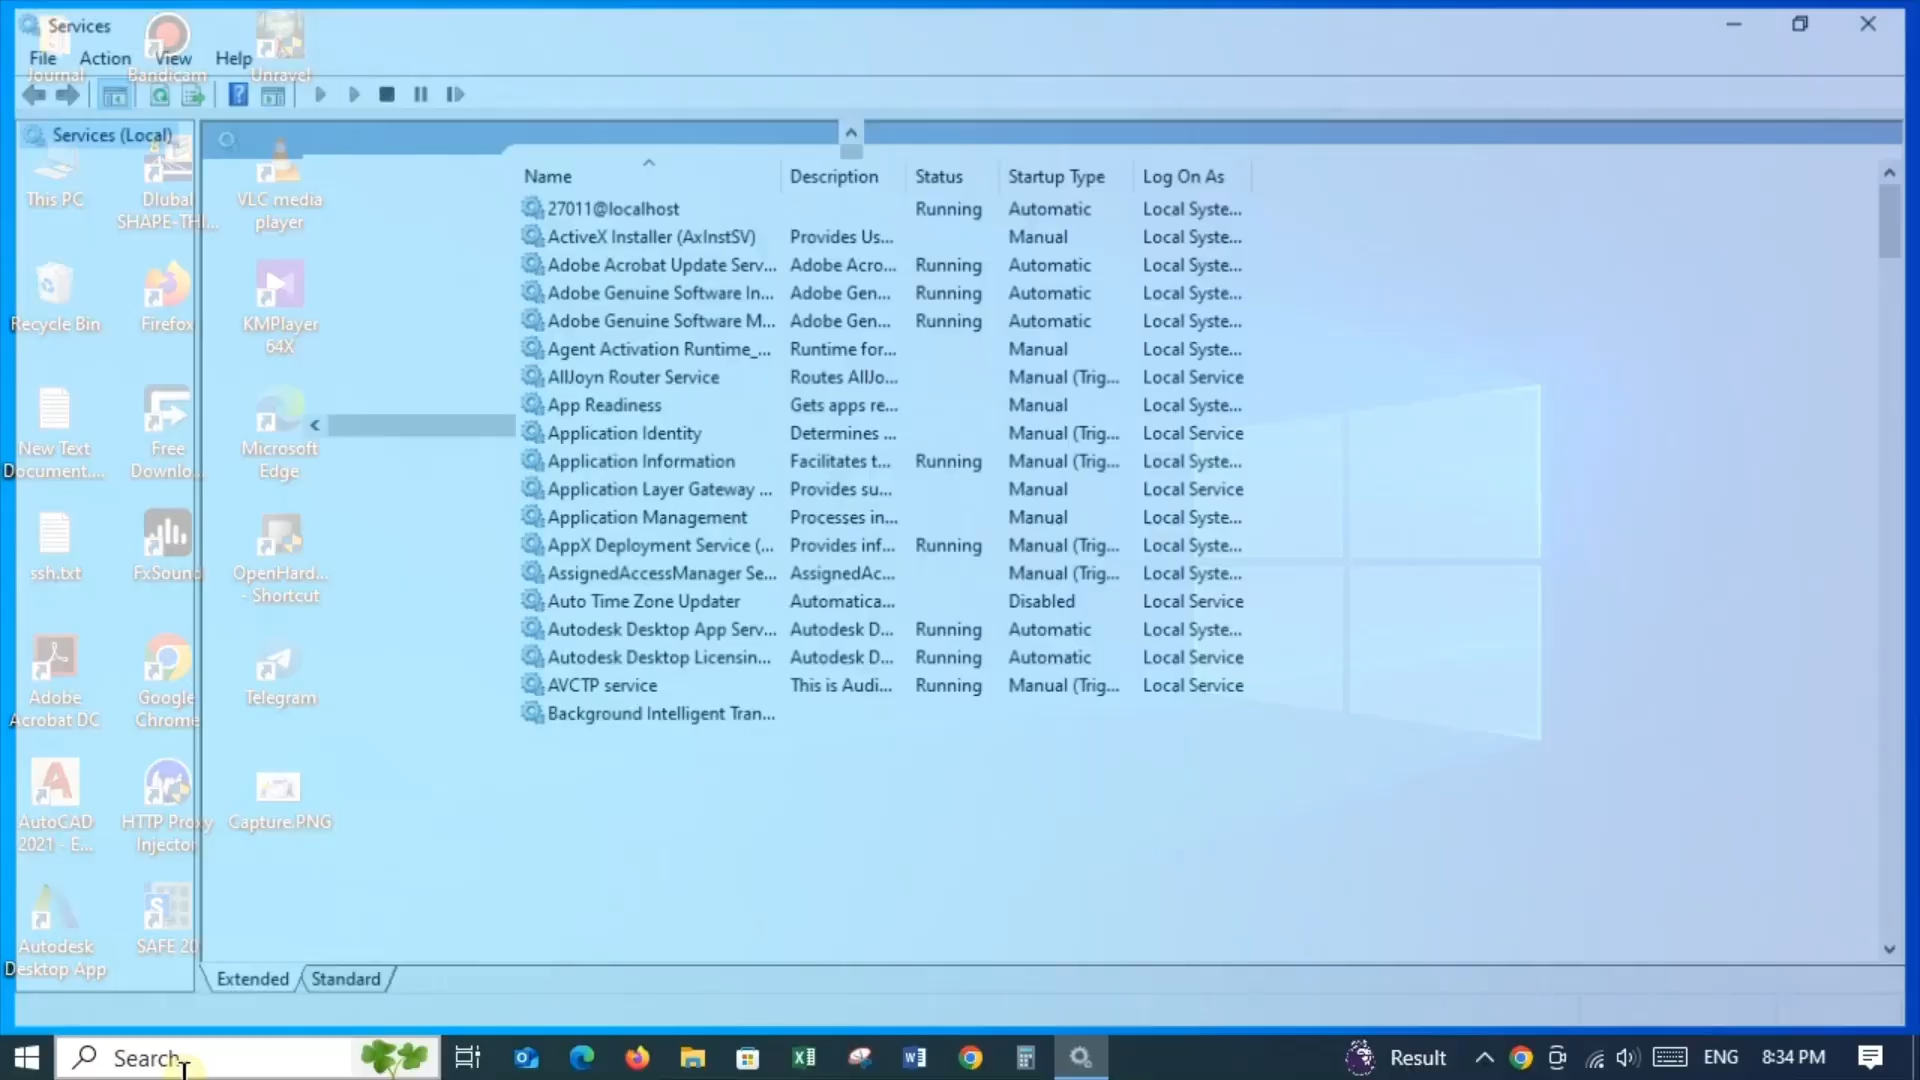 Services
File Action View Help
Journal
Bandicam
Unravel
Services (Local)
This PC
Dlubal
SHAPE-THI...
VLC media
player
Recycle Bin
Firefox
KMPlayer
64X
New Text
Document....
Free
Downlo...
Microsoft
Edge
ssh.txt
FxSound
OpenHard...
- Shortcut
Adobe
Acrobat DC
Google
Chrome
Telegram
AutoCAD
2021 - E...
HTTP Proxy
Injector
Capture.PNG
Autodesk
Desktop App
SAFE 20
Name Description Status Startup Type Log On As
27011@localhost Running Automatic Local Syste...
ActiveX Installer (AxInstSV) Provides Us... Manual Local Syste...
Adobe Acrobat Update Serv... Adobe Acro... Running Automatic Local Syste...
Adobe Genuine Software In... Adobe Gen... Running Automatic Local Syste...
Adobe Genuine Software M... Adobe Gen... Running Automatic Local Syste...
Agent Activation Runtime_... Runtime for... Manual Local Syste...
AllJoyn Router Service Routes AllJo... Manual (Trig... Local Service
App Readiness Gets apps re... Manual Local Syste...
Application Identity Determines ... Manual (Trig... Local Service
Application Information Facilitates t... Running Manual (Trig... Local Syste...
Application Layer Gateway ... Provides su... Manual Local Service
Application Management Processes in... Manual Local Syste...
AppX Deployment Service (... Provides inf... Running Manual (Trig... Local Syste...
AssignedAccessManager Se... AssignedAc... Manual (Trig... Local Syste...
Auto Time Zone Updater Automatica... Disabled Local Service
Autodesk Desktop App Serv... Autodesk D... Running Automatic Local Syste...
Autodesk Desktop Licensin... Autodesk D... Running Automatic Local Service
AVCTP service This is Audi... Running Manual (Trig... Local Service
Background Intelligent Tran...
Extended Standard
Search
Result ENG 8:34 PM